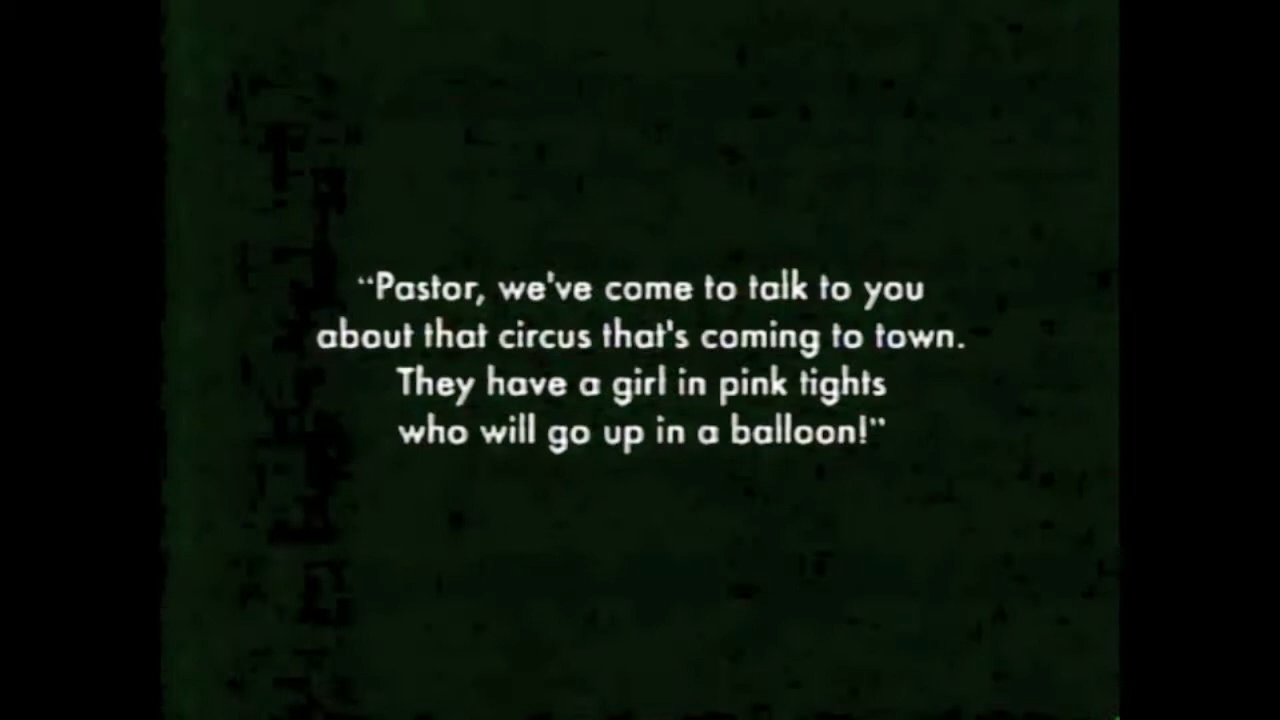 “Pastor, we've come to talk to you
about that circus that's coming to town.
They have a girl in pink tights
who will go up in a balloon!”